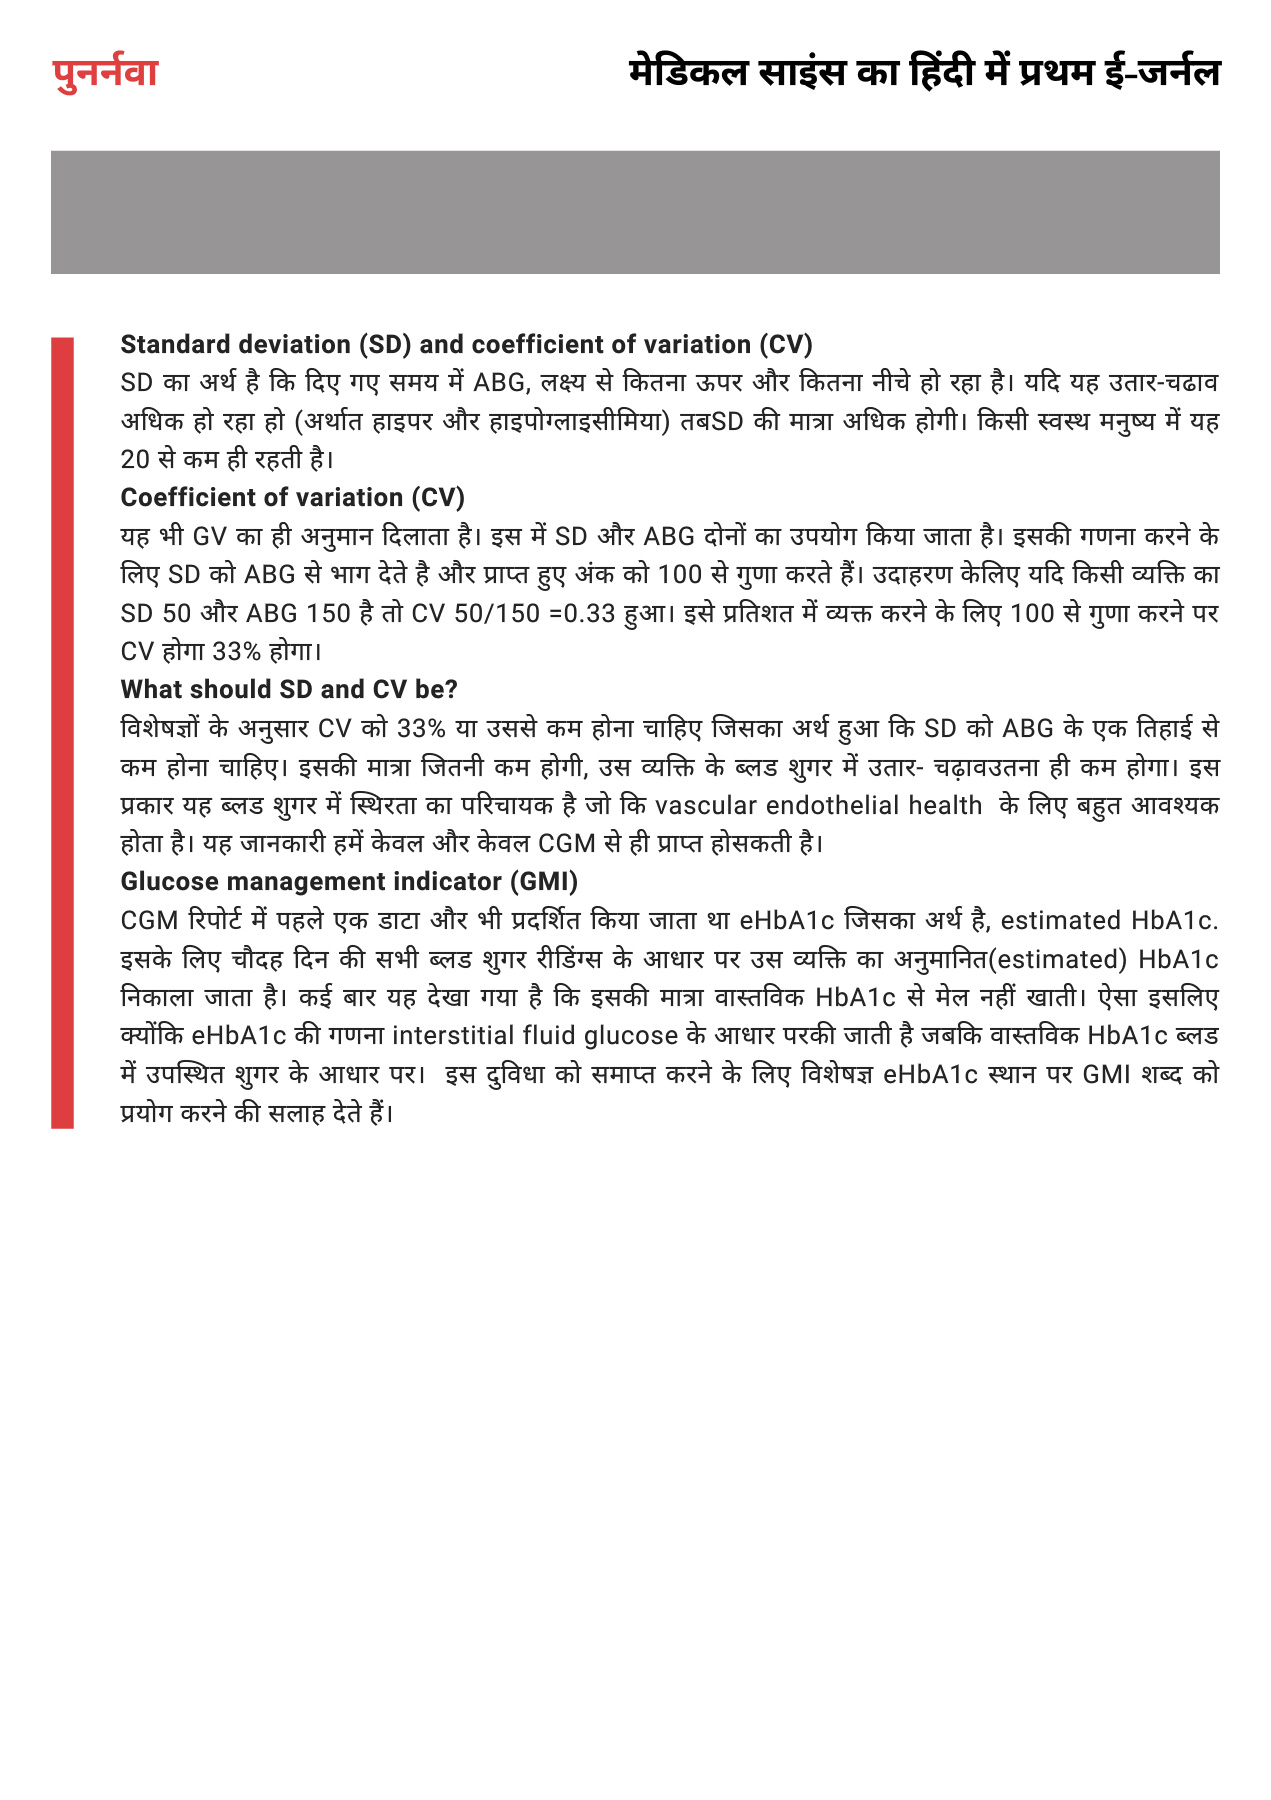 पुनर्नवा
मेडिकल साइंस का हिंदी में प्रथम ई-जर्नल
Standard deviation (SD) and coefficient of variation (CV)
SD का अर्थ है कि दिए गए समय में ABG, लक्ष्य से कितना ऊपर और कितना नीचे हो रहा है। यदि यह उतार-चढाव
अधिक हो रहा हो (अर्थात हाइपर और हाइपोग्लाइसीमिया) तबSD की मात्रा अधिक होगी। किसी स्वस्थ मनुष्य में यह
20 से कम ही रहती है।
Coefficient of variation (CV)
यह भी GV का ही अनुमान दिलाता है। इस में SD और ABG दोनों का उपयोग किया जाता है। इसकी गणना करने के
लिए SD को ABG से भाग देते है और प्राप्त हुए अंक को 100 से गुणा करते हैं। उदाहरण केलिए यदि किसी व्यक्ति का
SD 50 और ABG 150 है तो CV 50/150 =0.33 हुआ। इसे प्रतिशत में व्यक्त करने के लिए 100 से गुणा करने पर
CV होगा 33% होगा।
What should SD and CV be?
विशेषज्ञों के अनुसार CV को 33% या उससे कम होना चाहिए जिसका अर्थ हुआ कि SD को ABG के एक तिहाई से
कम होना चाहिए। इसकी मात्रा जितनी कम होगी, उस व्यक्ति के ब्लड शुगर में उतार- चढ़ावउतना ही कम होगा। इस
प्रकार यह ब्लड शुगर में स्थिरता का परिचायक है जो कि vascular endothelial health के लिए बहुत आवश्यक
होता है। यह जानकारी हमें केवल और केवल CGM से ही प्राप्त होसकती है।
Glucose management indicator (GMI)
CGM रिपोर्ट में पहले एक डाटा और भी प्रदर्शित किया जाता था eHbA1c जिसका अर्थ है, estimated HbA1c.
इसके लिए चौदह दिन की सभी ब्लड शुगर रीडिंग्स के आधार पर उस व्यक्ति का अनुमानित(estimated) HbA1c
निकाला जाता है। कई बार यह देखा गया है कि इसकी मात्रा वास्तविक HbA1c से मेल नहीं खाती। ऐसा इसलिए
क्योंकि eHbA1c की गणना interstitial fluid glucose के आधार परकी जाती है जबकि वास्तविक HbA1c ब्लड
में उपस्थित शुगर के आधार पर। इस दुविधा को समाप्त करने के लिए विशेषज्ञ eHbA1c स्थान पर GMI शब्द को
प्रयोग करने की सलाह देते हैं।